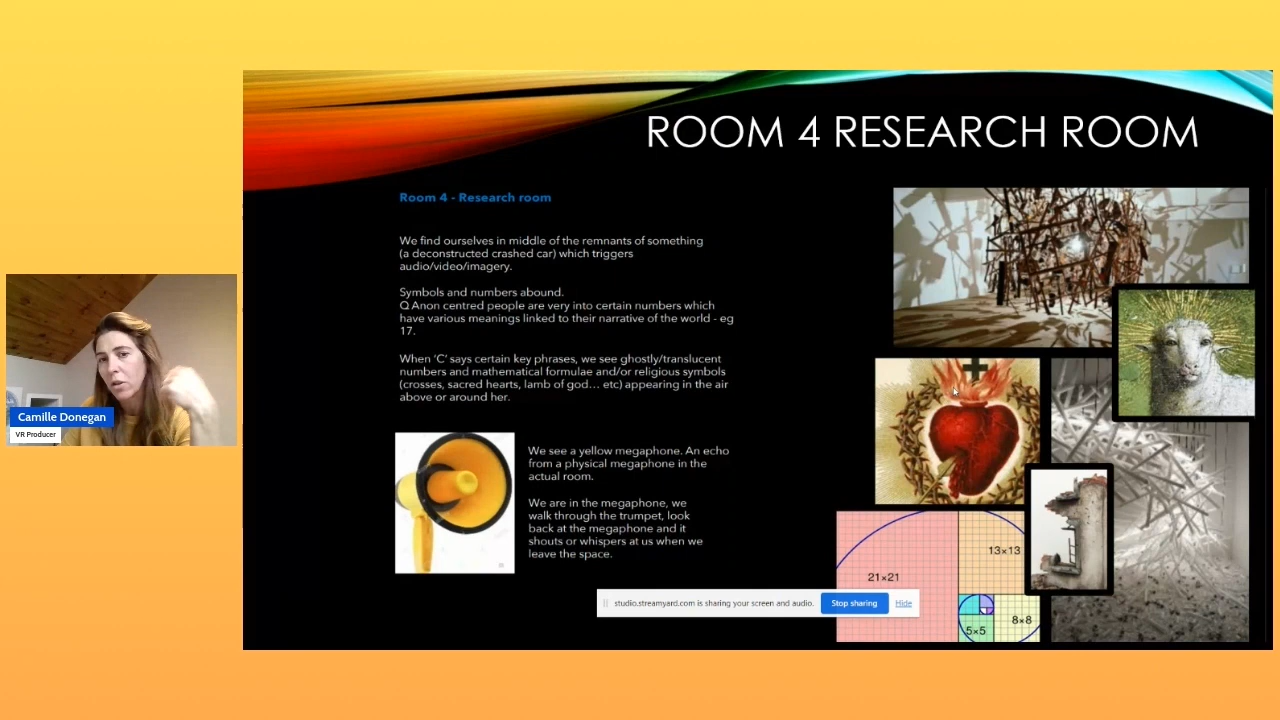 ROOM 4 RESEARCH ROOM
Room 4 - Research room
We find ourselves in middle of the remnants of something
(a deconstructed crashed car) which triggers
audio/video/imagery.
Symbols and numbers abound.
Q Anon centred people are very into certain numbers which
have various meanings linked to their narrative of the world - eg
17.
When ‘C’ says certain key phrases, we see ghostly/translucent
numbers and mathematical formulae and/or religious symbols
(crosses, sacred hearts, lamb of god… etc) appearing in the air
above or around her.
We see a yellow megaphone. An echo
from a physical megaphone in the
actual room.
We are in the megaphone, we
walk through the trumpet, look
back at the megaphone and it
shouts or whispers at us when we
leave the space.
Camille Donegan
VR Producer
13×13
21×21
8×8
5×5
studio.streamyard.com is sharing your screen and audio.
Stop sharing
Hide